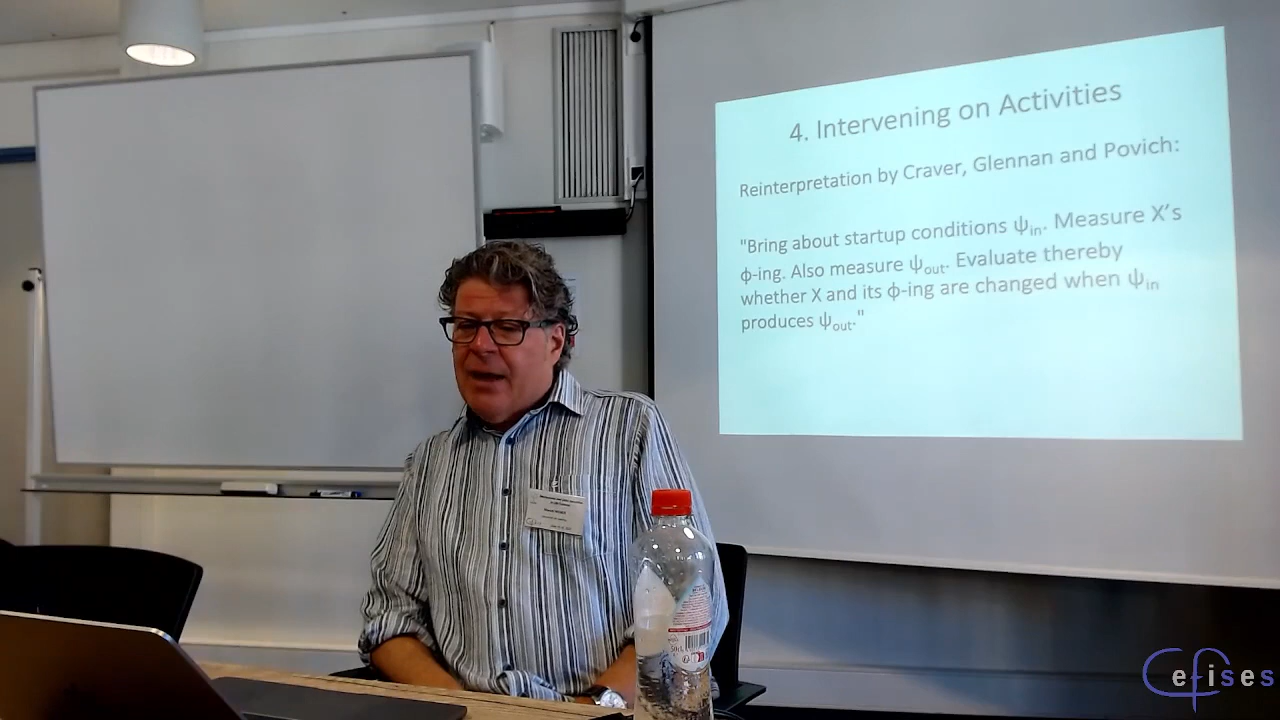 4. Intervening on Activities
Reinterpretation by Craver, Glennan and Povich:
"Bring about startup conditions ψin. Measure X's
ϕ-ing. Also measure ψout. Evaluate thereby
whether X and its ϕ-ing are changed when ψin
produces ψout."
Cefises